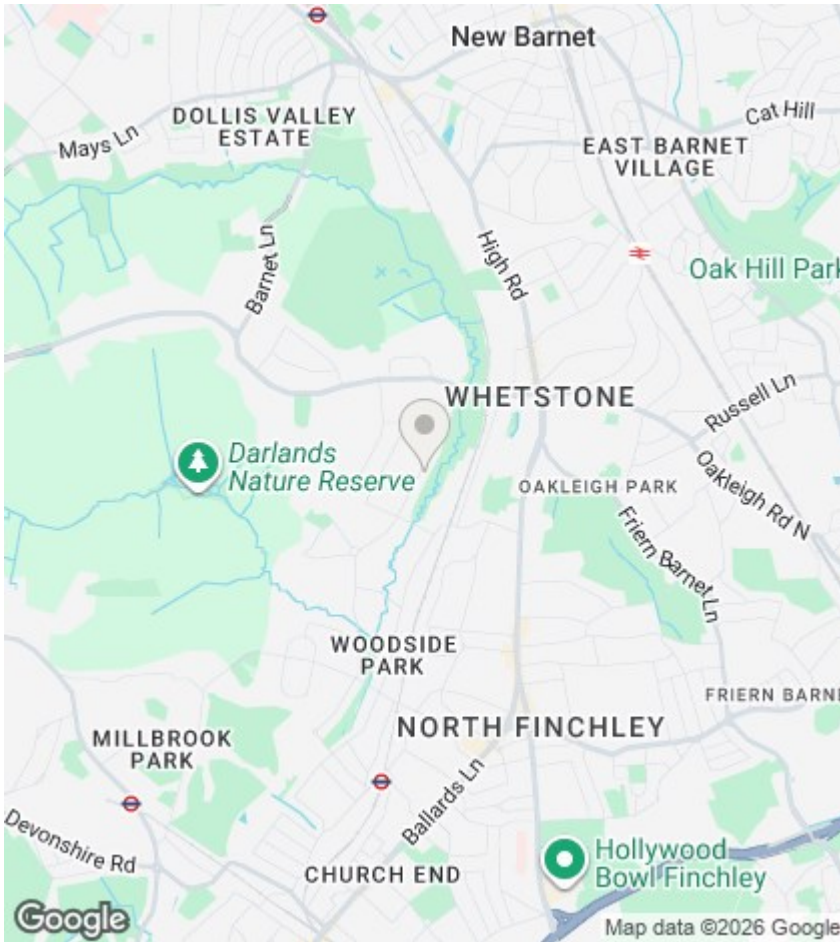 New Barnet
DOLLIS VALLEY
ESTATE
Cat Hill
Mays Ln
EAST BARNET
VILLAGE
Barnet Ln
High Rd
Oak Hill Park
WHETSTONE
Russell Ln
Darlands
Nature Reserve
OAKLEIGH PARK
Oakleigh Rd N
Friern Barnet Ln
WOODSIDE
PARK
FRIERN BARNE
NORTH FINCHLEY
MILLBROOK
PARK
Ballards Ln
Devonshire Rd
CHURCH END
Hollywood
Bowl Finchley
Google
Map data ©2026 Google